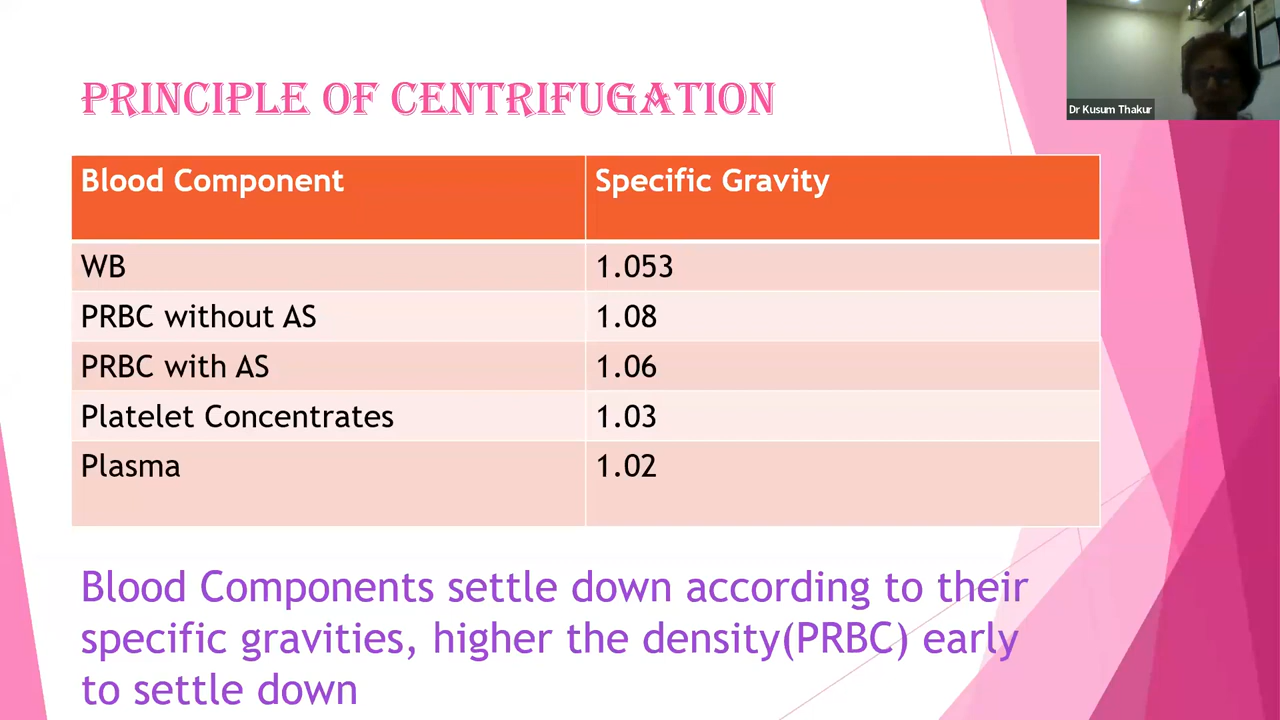 PRINCIPLE OF CENTRIFUGATION
Dr Kusum Thakur
Blood Component Specific Gravity
WB 1.053
PRBC without AS 1.08
PRBC with AS 1.06
Platelet Concentrates 1.03
Plasma 1.02
Blood Components settle down according to their
specific gravities, higher the density(PRBC) early
to settle down